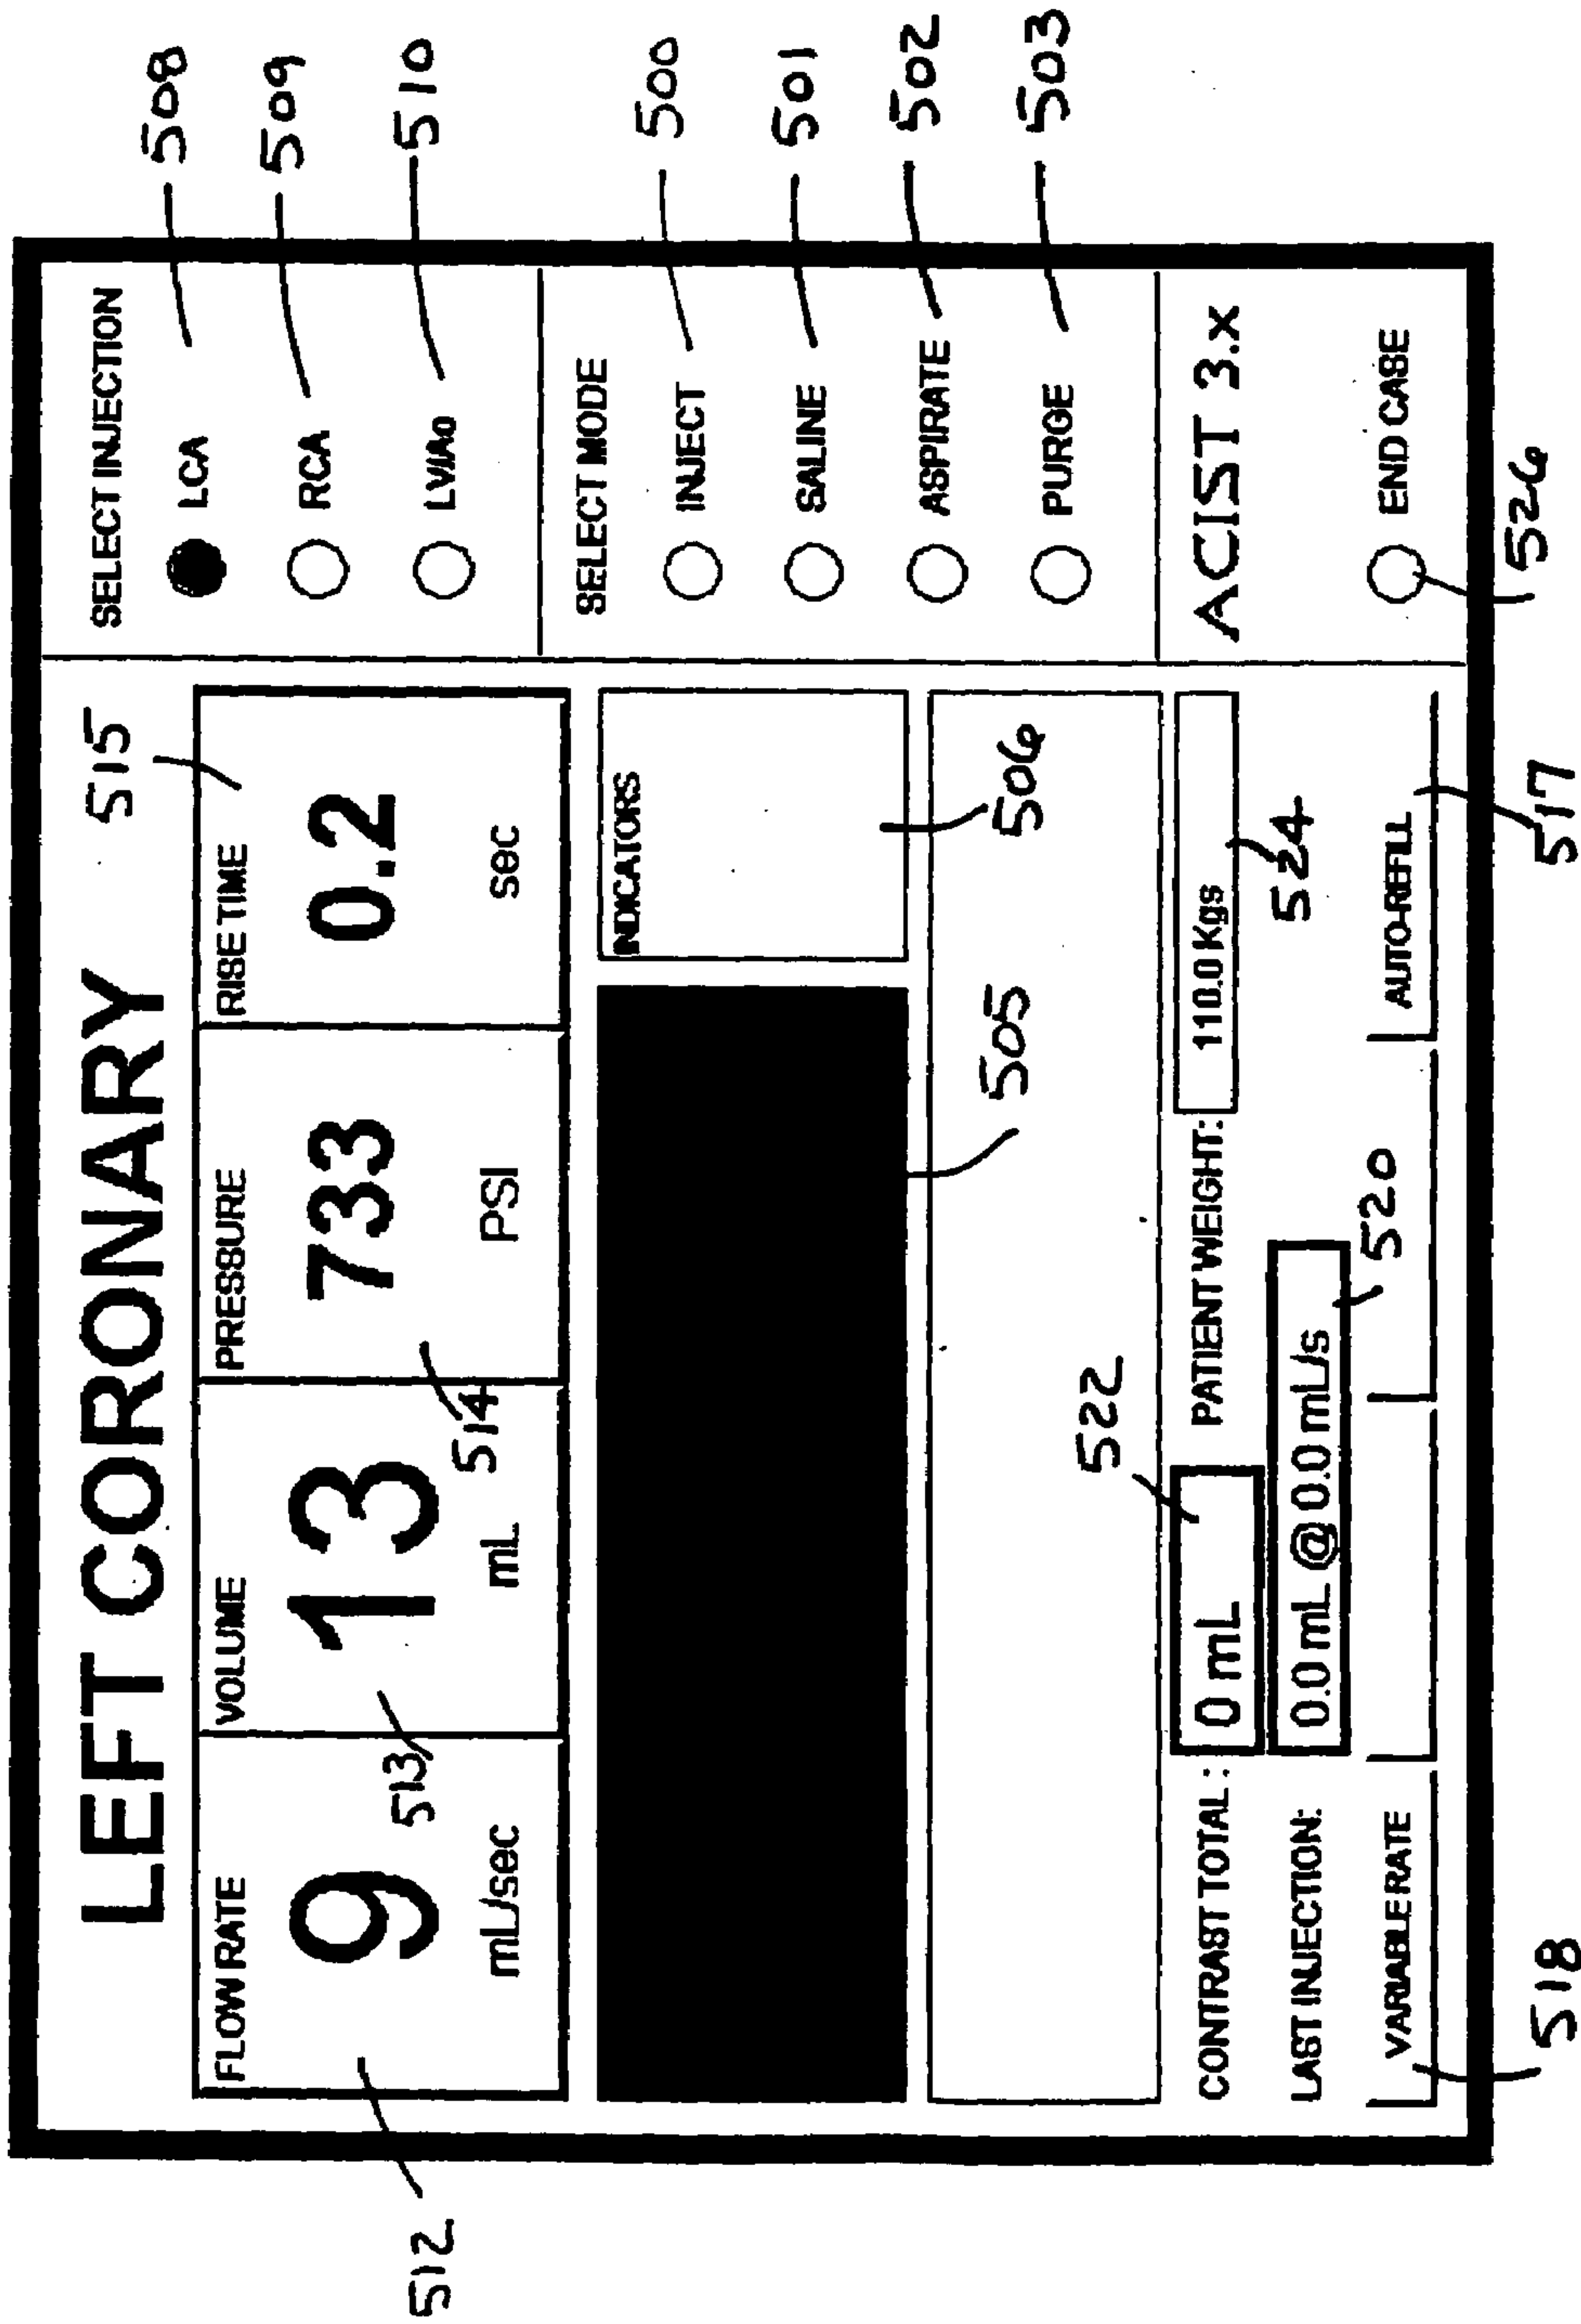 LEFT CORONARY
515
SELECT INJECTION
FLOW RATE
9
mL/sec
512
VOLUME
13
mL
513
PRESSURE
733
PSI
514
RISE TIME
0.2
sec
LCA
508
RCA
509
LV/Ao
510
SELECT MODE
INJECT
500
SALINE
501
ASPIRATE
502
PURGE
503
INDICATORS
506
505
522
CONTRAST TOTAL:
0 mL
PATIENT WEIGHT:
110.0 Kgs
524
LAST INJECTION:
0.0 mL @ 0.0 mL/s
520
VARIABLE RATE
518
AUTO-REFILL
517
ACIST 3.x
END CASE
526